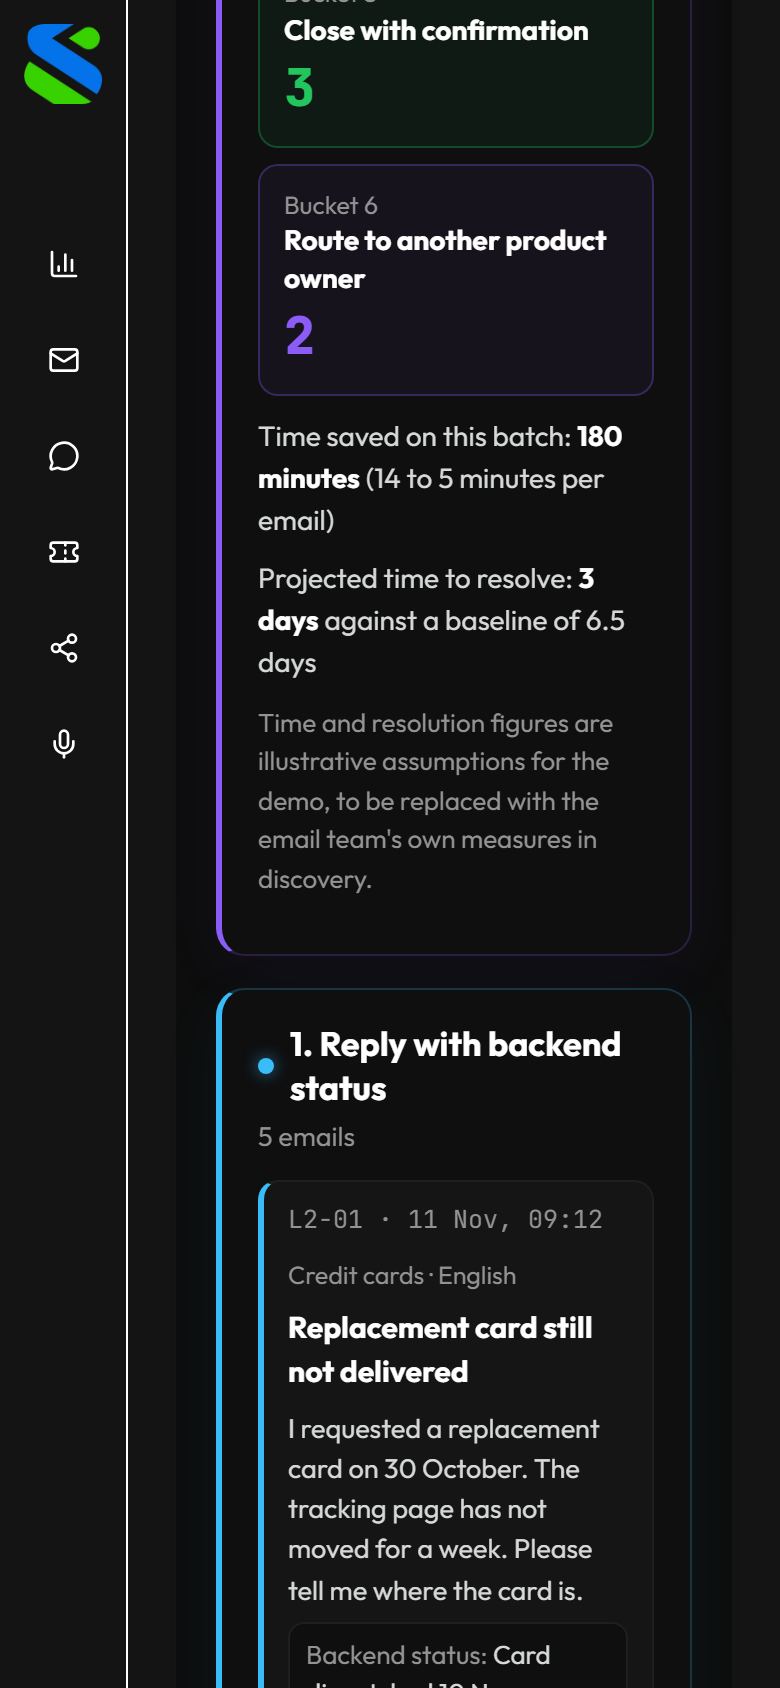 Close with confirmation
3
Bucket 6
Route to another product
owner
2
Time saved on this batch: 180
minutes (14 to 5 minutes per
email)
Projected time to resolve: 3
days against a baseline of 6.5
days
Time and resolution figures are
illustrative assumptions for the
demo, to be replaced with the
email team's own measures in
discovery.
1. Reply with backend
status
5 emails
L2-01 · 11 Nov, 09:12
Credit cards · English
Replacement card still
not delivered
I requested a replacement
card on 30 October. The
tracking page has not
moved for a week. Please
tell me where the card is.
Backend status: Card